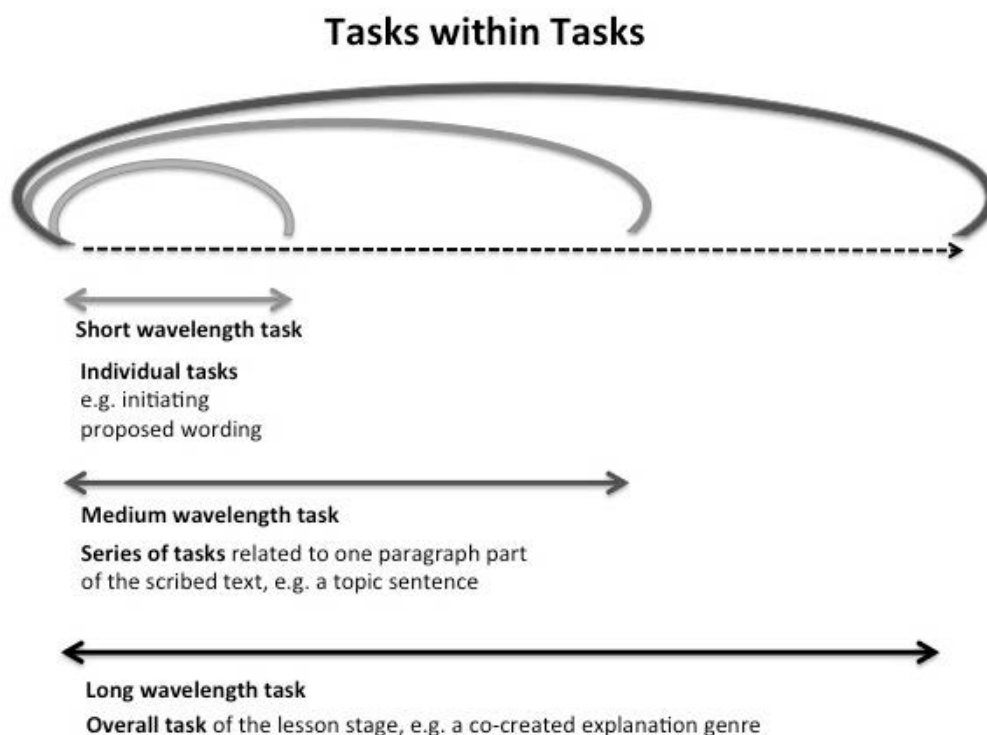 Tasks within Tasks
Short wavelength task
Individual tasks
e.g. initiating
proposed wording
Medium wavelength task
Series of tasks related to one paragraph part
of the scribed text, e.g. a topic sentence
Long wavelength task
Overall task of the lesson stage, e.g. a co-created explanation genre